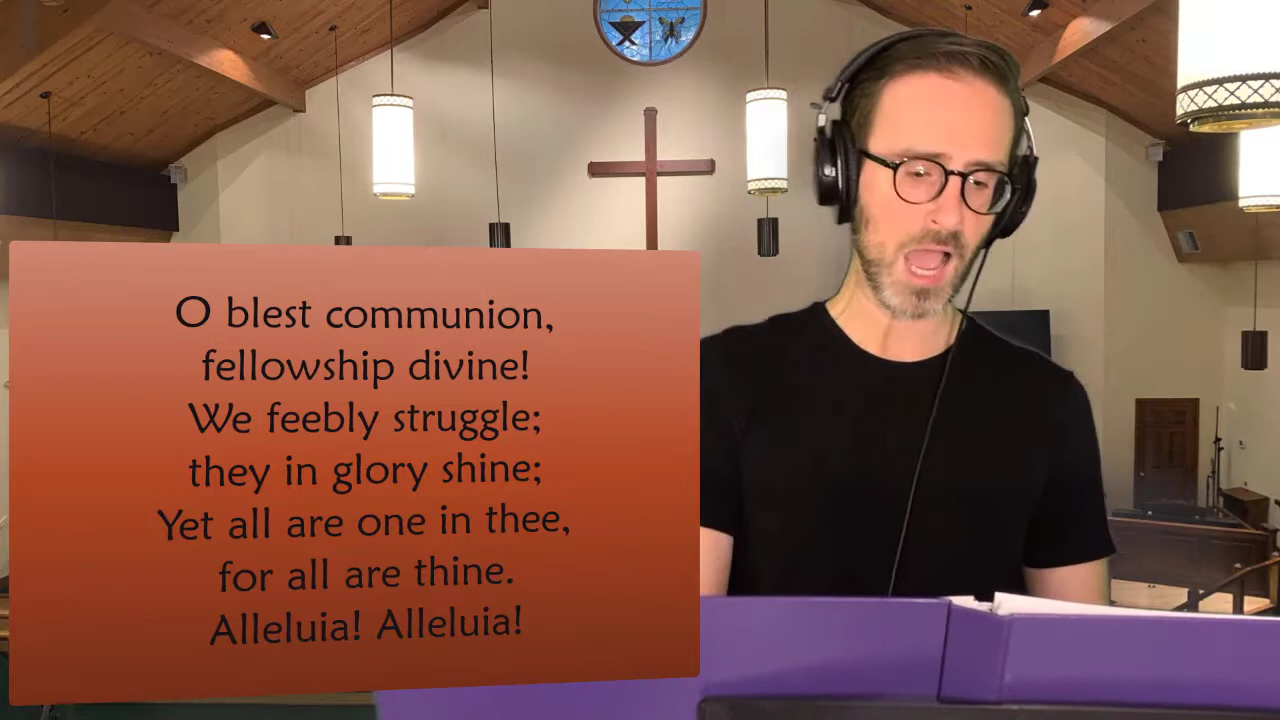 O blest communion,
fellowship divine!
We feebly struggle;
they in glory shine;
Yet all are one in thee,
for all are thine.
Alleluia! Alleluia!